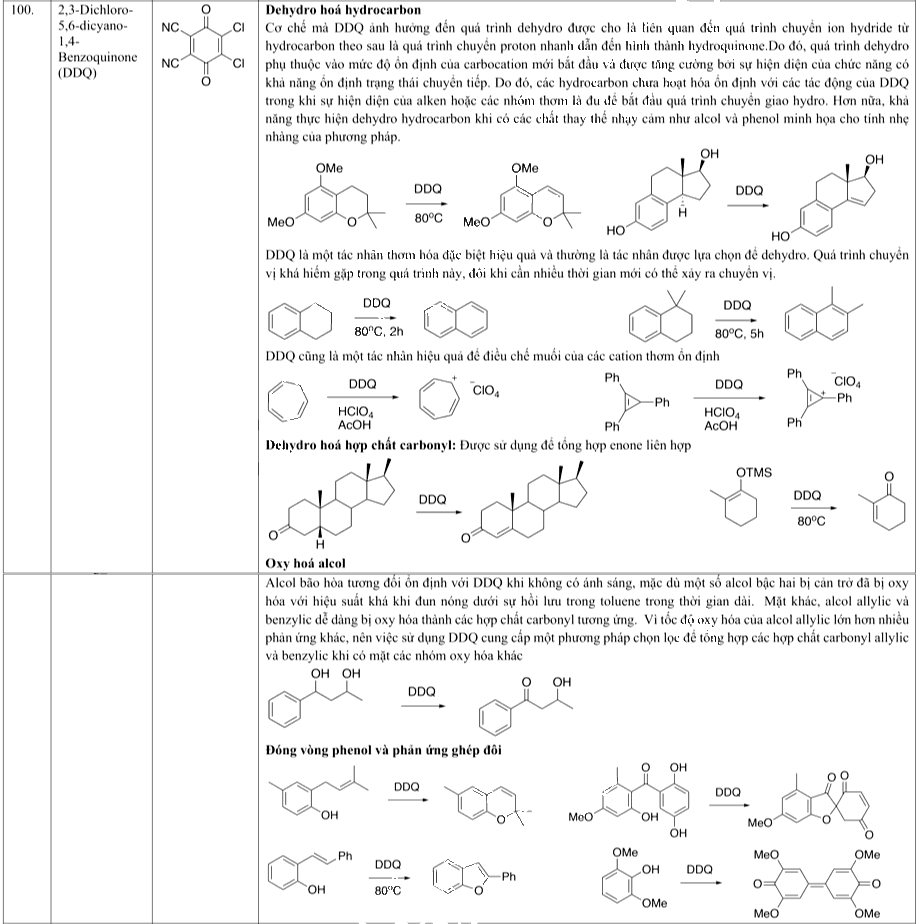 100.
2,3-Dichloro-
5,6-dicyano-
1,4-
Benzoquinone
(DDQ)
O
NC
Cl
NC
Cl
O
Dehydro hoá hydrocarbon
Cơ chế mà DDQ ảnh hưởng đến quá trình dehydro được cho là liên quan đến quá trình chuyển ion hydride từ
hydrocarbon theo sau là quá trình chuyển proton nhanh dẫn đến hình thành hydroquinone.Do đó, quá trình dehydro
phụ thuộc vào mức độ ổn định của carbocation mới bắt đầu và được tăng cường bởi sự hiện diện của chức năng có
khả năng ổn định trạng thái chuyển tiếp. Do đó, các hydrocarbon chưa hoạt hóa ổn định với các tác động của DDQ
trong khi sự hiện diện của alken hoặc các nhóm thơm là đủ để bắt đầu quá trình chuyển giao hydro. Hơn nữa, khả
năng thực hiện dehydro hydrocarbon khi có các chất thay thế nhạy cảm như alcol và phenol minh họa cho tính nhẹ
nhàng của phương pháp.
OMe
MeO
O
DDQ
80°C
OMe
MeO
O
OH
H
HO
DDQ
OH
HO
DDQ là một tác nhân thơm hóa đặc biệt hiệu quả và thường là tác nhân được lựa chọn để dehydro. Quá trình chuyển
vị khá hiếm gặp trong quá trình này, đôi khi cần nhiều thời gian mới có thể xảy ra chuyển vị.
DDQ
80°C, 2h
DDQ
80°C, 5h
DDQ cũng là một tác nhân hiệu quả để điều chế muối của các cation thơm ổn định
DDQ
HClO4
AcOH
+
−ClO4
Ph
Ph
Ph
DDQ
HClO4
AcOH
Ph
−ClO4
+
Ph
Ph
Dehydro hoá hợp chất carbonyl: Được sử dụng để tổng hợp enone liên hợp
O
H
DDQ
O
OTMS
DDQ
80°C
O
Oxy hoá alcol
Alcol bão hòa tương đối ổn định với DDQ khi không có ánh sáng, mặc dù một số alcol bậc hai bị cản trở đã bị oxy
hóa với hiệu suất khá khi đun nóng dưới sự hồi lưu trong toluene trong thời gian dài. Mặt khác, alcol allylic và
benzylic dễ dàng bị oxy hóa thành các hợp chất carbonyl tương ứng. Vì tốc độ oxy hóa của alcol allylic lớn hơn nhiều
phản ứng khác, nên việc sử dụng DDQ cung cấp một phương pháp chọn lọc để tổng hợp các hợp chất carbonyl allylic
và benzylic khi có mặt các nhóm oxy hóa khác
OH OH
DDQ
O OH
Đóng vòng phenol và phản ứng ghép đôi
OH
DDQ
O
O OH
MeO
OH
OH
DDQ
O O
MeO
O
O
Ph
OH
DDQ
80°C
O
Ph
OMe
OH
OMe
DDQ
MeO
OMe
O
O
MeO
OMe